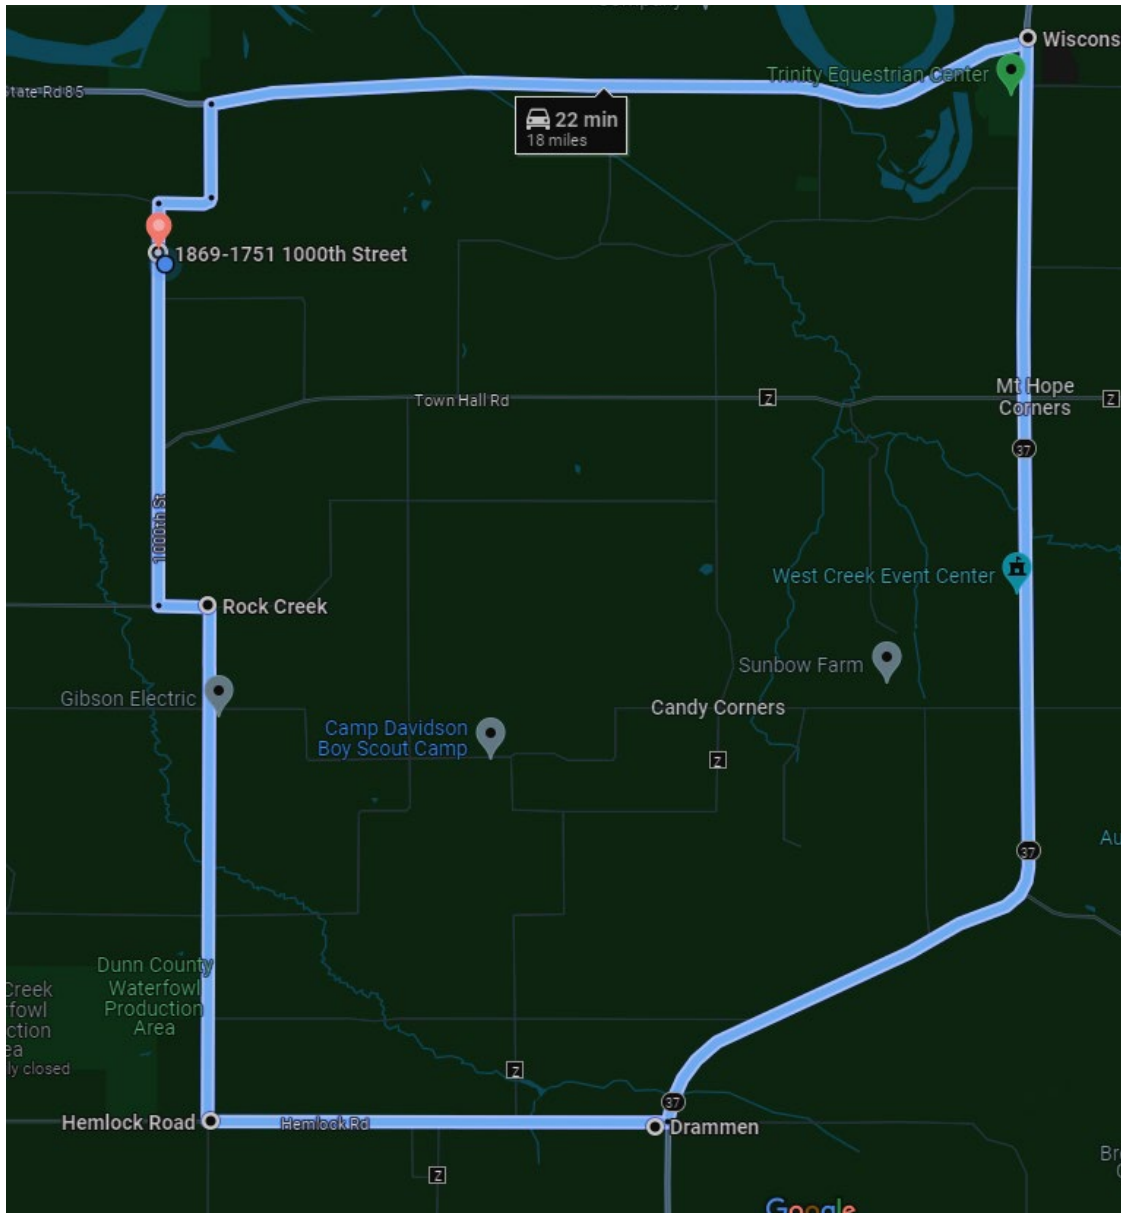 Wiscons
Trinity Equestrian Center
State Rd 85
22 min
18 miles
1869-1751 1000th Street
Mt Hope
Corners
Town Hall Rd
Z
Z
37
1000th St
West Creek Event Center
Rock Creek
Sunbow Farm
Gibson Electric
Candy Corners
Camp Davidson
Boy Scout Camp
Z
37
Au
Dunn County
Waterfowl
Production
Area
Creek
rfowl
ction
ea
ly closed
Z
37
Hemlock Road
Hemlock Rd
Drammen
Z
Bro
Google